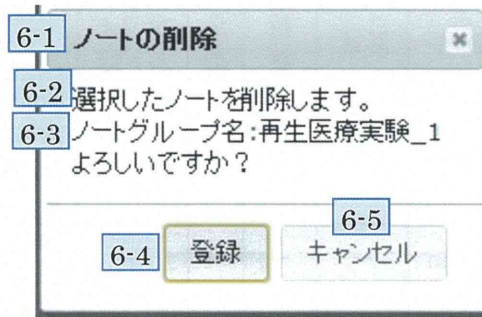 6-1 ノートの削除
6-2 選択したノートを削除します。
6-3 ノートグループ名:再生医療実験_1
よろしいですか？
6-5
6-4 登録 キャンセル